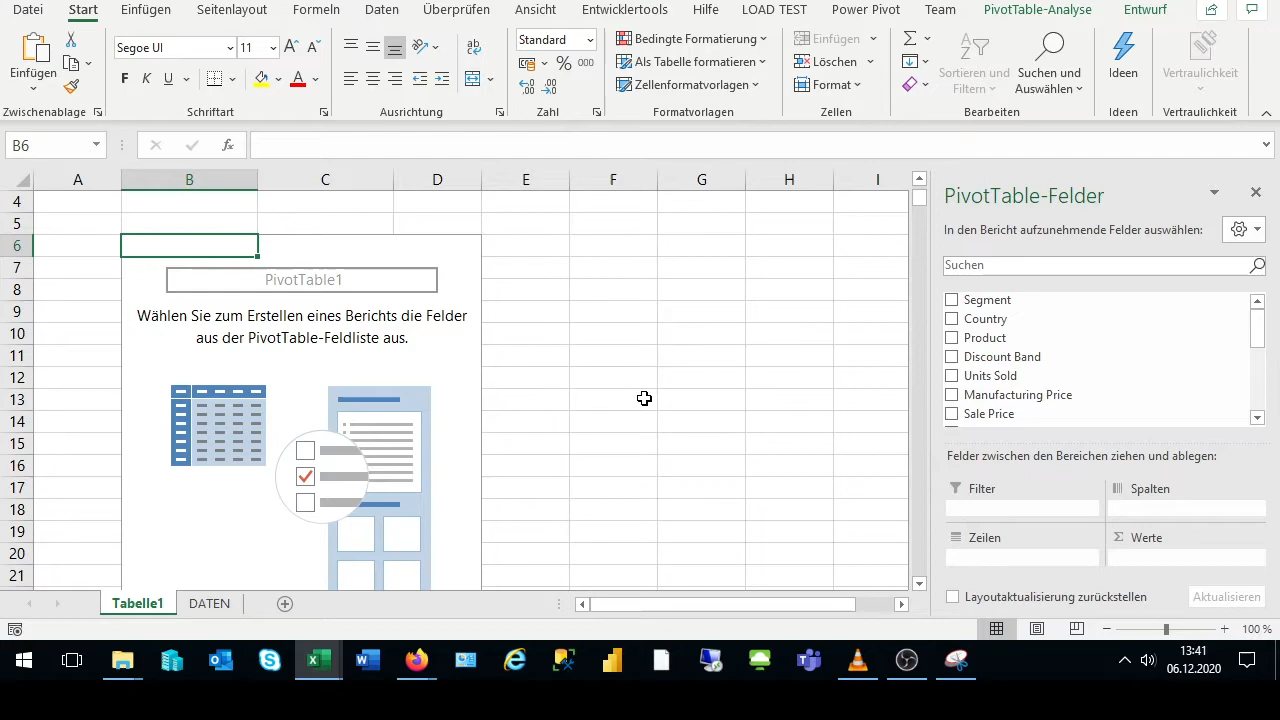 Datei Start Einfügen Seitenlayout Formeln Daten Überprüfen Ansicht Entwicklertools Hilfe LOAD TEST Power Pivot Team PivotTable-Analyse Entwurf
Segoe UI 11 Standard
Einfügen
F K U
Zwischenablage Schriftart Ausrichtung Zahl
% 000
Bedingte Formatierung
Als Tabelle formatieren
Zellenformatvorlagen
Formatvorlagen
Einfügen
Löschen
Format
Zellen
Sortieren und
Filtern
Suchen und
Auswählen
Bearbeiten
Ideen
Ideen
Vertraulichkeit
Vertraulichkeit
B6 fx
A B C D E F G H I
4
5
6
7
8
9
10
11
12
13
14
15
16
17
18
19
20
21
PivotTable1
Wählen Sie zum Erstellen eines Berichts die Felder
aus der PivotTable-Feldliste aus.
PivotTable-Felder
In den Bericht aufzunehmende Felder auswählen:
Suchen
Segment
Country
Product
Discount Band
Units Sold
Manufacturing Price
Sale Price
Felder zwischen den Bereichen ziehen und ablegen:
Filter Spalten
Zeilen Σ Werte
Layoutaktualisierung zurückstellen Aktualisieren
Tabelle1 DATEN
100 %
13:41
06.12.2020